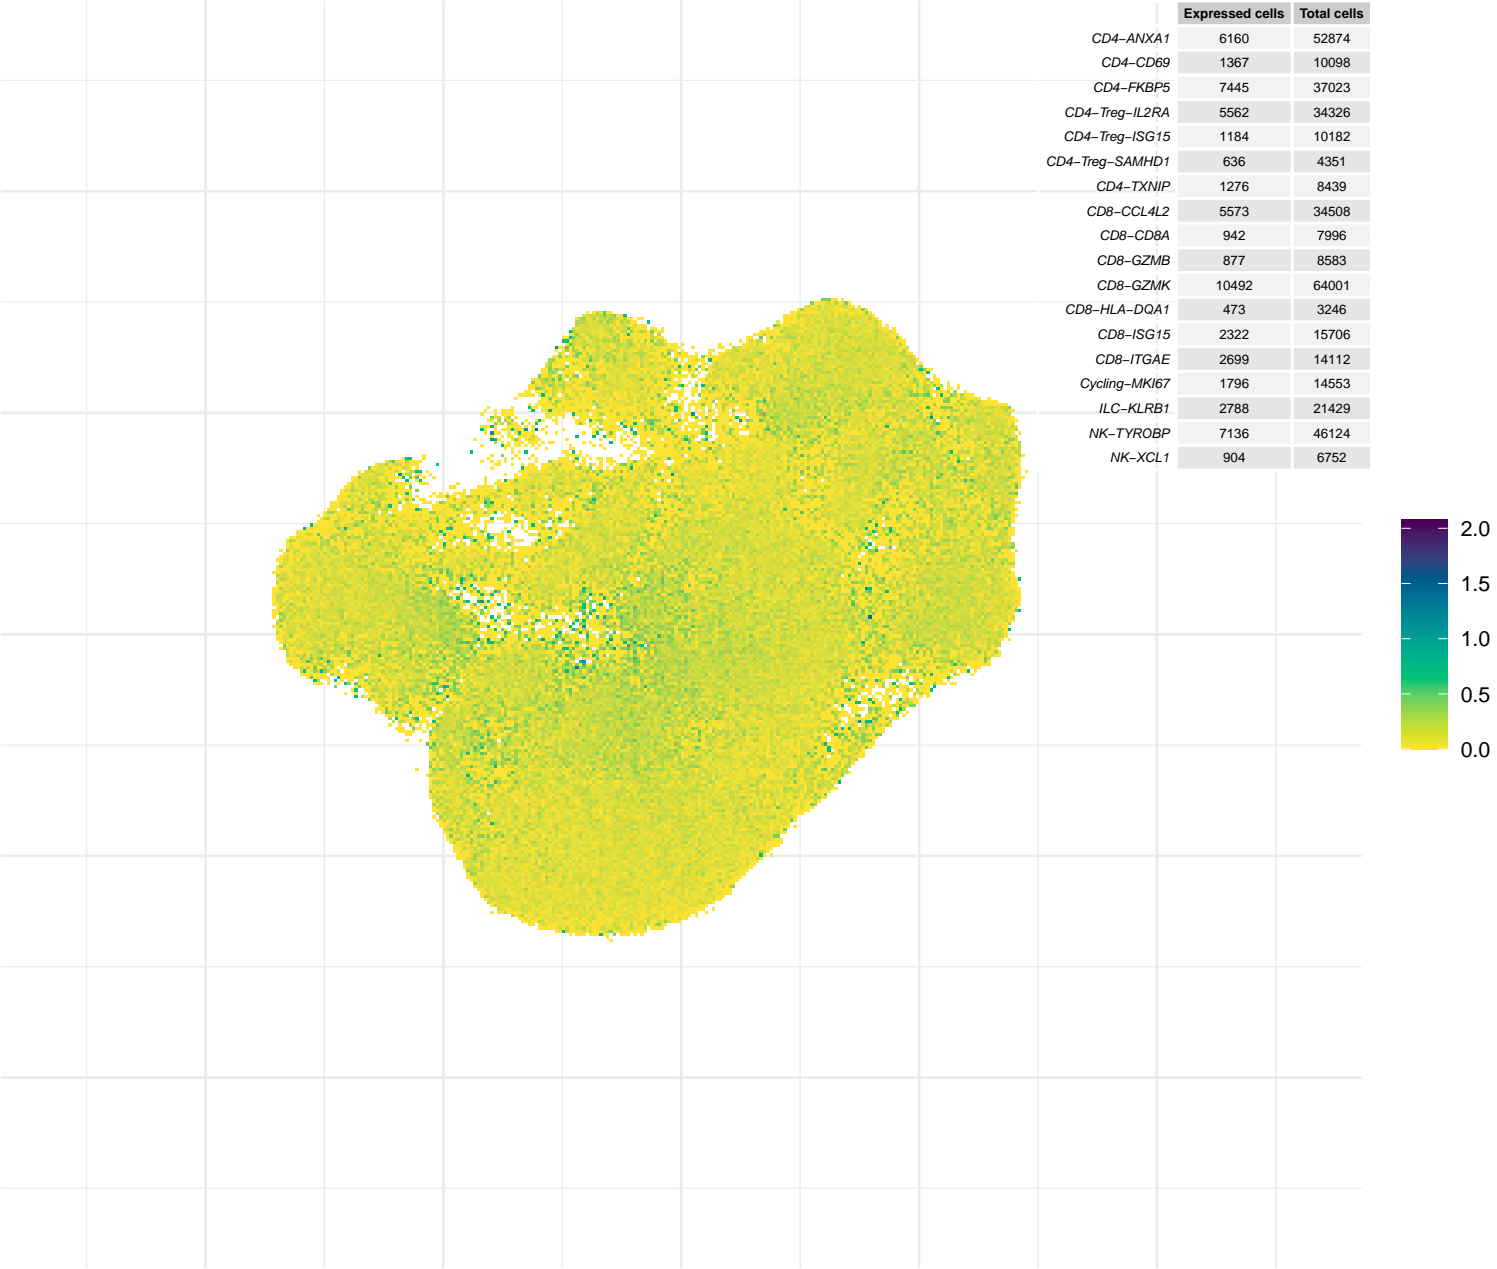 Expressed cells Total cells
CD4−ANXA1 6160 52874
CD4−CD69 1367 10098
CD4−FKBP5 7445 37023
CD4−Treg−IL2RA 5562 34326
CD4−Treg−ISG15 1184 10182
CD4−Treg−SAMHD1 636 4351
CD4−TXNIP 1276 8439
CD8−CCL4L2 5573 34508
CD8−CD8A 942 7996
CD8−GZMB 877 8583
CD8−GZMK 10492 64001
CD8−HLA−DQA1 473 3246
CD8−ISG15 2322 15706
CD8−ITGAE 2699 14112
Cycling−MKI67 1796 14553
ILC−KLRB1 2788 21429
NK−TYROBP 7136 46124
NK−XCL1 904 6752
2.0
1.5
1.0
0.5
0.0